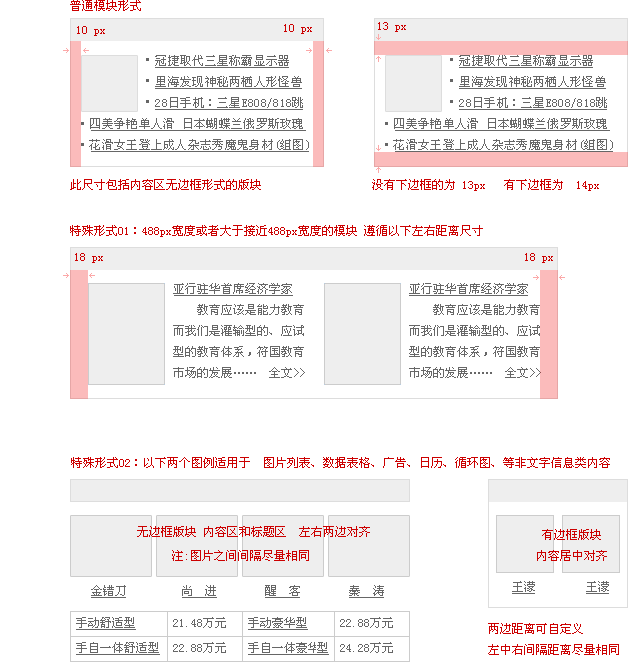 普通模块形式
10 px
10 px
13 px
· 冠捷取代三星称霸显示器
· 里海发现神秘两栖人形怪兽
· 28日手机：三星E808/818跳
· 四美争艳单人滑 日本蝴蝶兰俄罗斯玫瑰
· 花滑女王登上成人杂志秀魔鬼身材(组图)
· 冠捷取代三星称霸显示器
· 里海发现神秘两栖人形怪兽
· 28日手机：三星E808/818跳
· 四美争艳单人滑 日本蝴蝶兰俄罗斯玫瑰
· 花滑女王登上成人杂志秀魔鬼身材(组图)
此尺寸包括内容区无边框形式的版块
没有下边框的为 13px 有下边框为 14px
特殊形式01：488px宽度或者大于接近488px宽度的模块 遵循以下左右距离尺寸
18 px
18 px
亚行驻华首席经济学家
教育应该是能力教育
而我们是灌输型的、应试
型的教育体系，符国教育
市场的发展…… 全文>>
亚行驻华首席经济学家
教育应该是能力教育
而我们是灌输型的、应试
型的教育体系，符国教育
市场的发展…… 全文>>
特殊形式02：以下两个图例适用于 图片列表、数据表格、广告、日历、循环图、等非文字信息类内容
无边框版块 内容区和标题区 左右两边对齐
注:图片之间间隔尽量相同
金错刀 尚 进 醒 客 秦 涛
手动舒适型 21.48万元 手动豪华型 22.88万元
手自一体舒适型 22.88万元 手自一体豪华型 24.28万元
有边框版块
内容居中对齐
王濛 王濛
两边距离可自定义
左中右间隔距离尽量相同